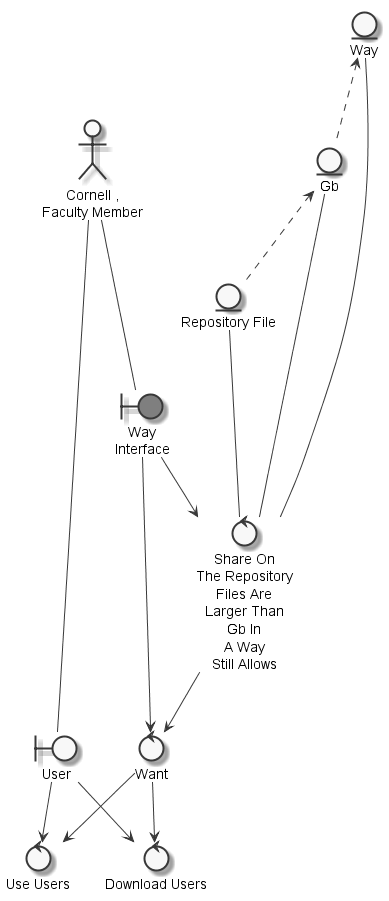 Way
Gb
Cornell ,
Faculty Member
Repository File
Way
Interface
Share On
The Repository
Files Are
Larger Than
Gb In
A Way
Still Allows
User
Want
Use Users
Download Users